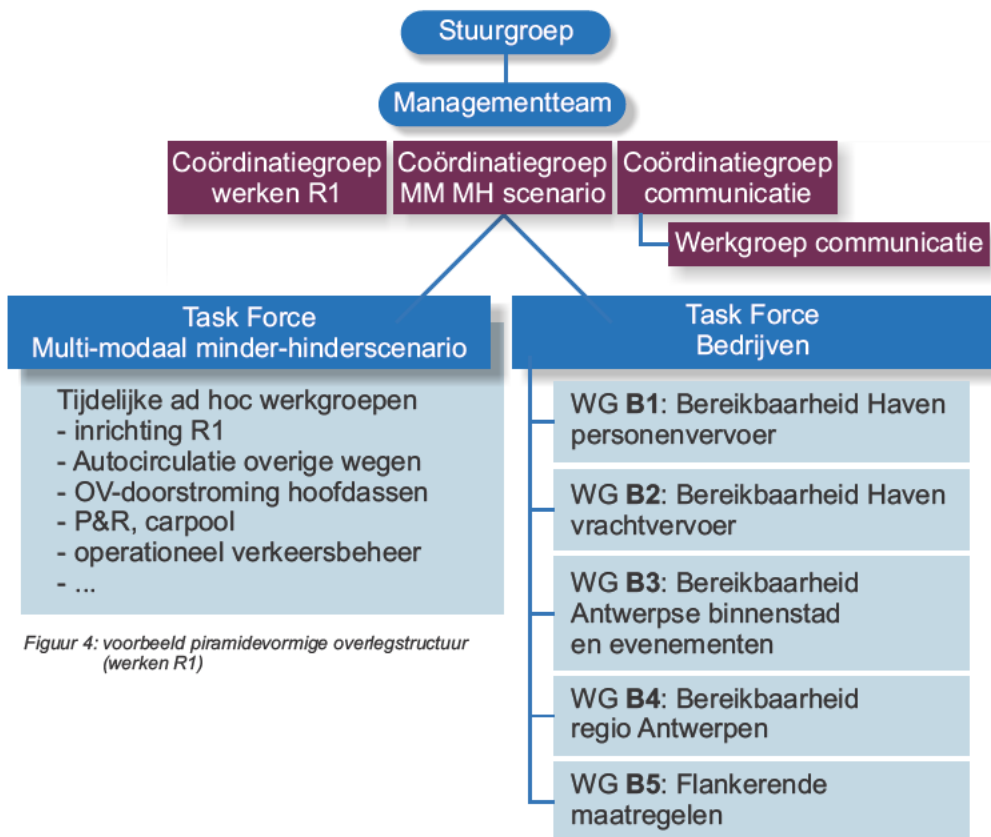 Stuurgroep
Managementteam
Coördinatiegroep
werken R1
Coördinatiegroep
MM MH scenario
Coördinatiegroep
communicatie
Werkgroep communicatie
Task Force
Multi-modaal minder-hinderscenario
Tijdelijke ad hoc werkgroepen
- inrichting R1
- Autocirculatie overige wegen
- OV-doorstroming hoofdassen
- P&R, carpool
- operationeel verkeersbeheer
- ...
Figuur 4: voorbeeld piramidevormige overlegstructuur
(werken R1)
Task Force
Bedrijven
WG B1: Bereikbaarheid Haven
personenvervoer
WG B2: Bereikbaarheid Haven
vrachtvervoer
WG B3: Bereikbaarheid
Antwerpse binnenstad
en evenementen
WG B4: Bereikbaarheid
regio Antwerpen
WG B5: Flankerende
maatregelen